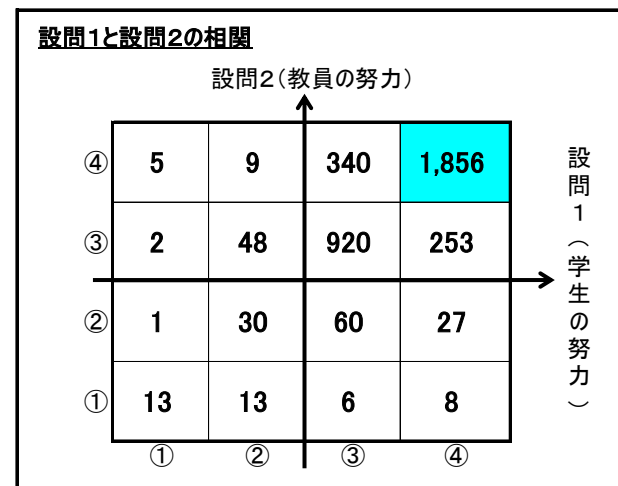 設問1と設問2の相関
設問2(教員の努力)
④ 5 9 340 1,856
③ 2 48 920 253
② 1 30 60 27
① 13 13 6 8
① ② ③ ④
設問1(学生の努力)